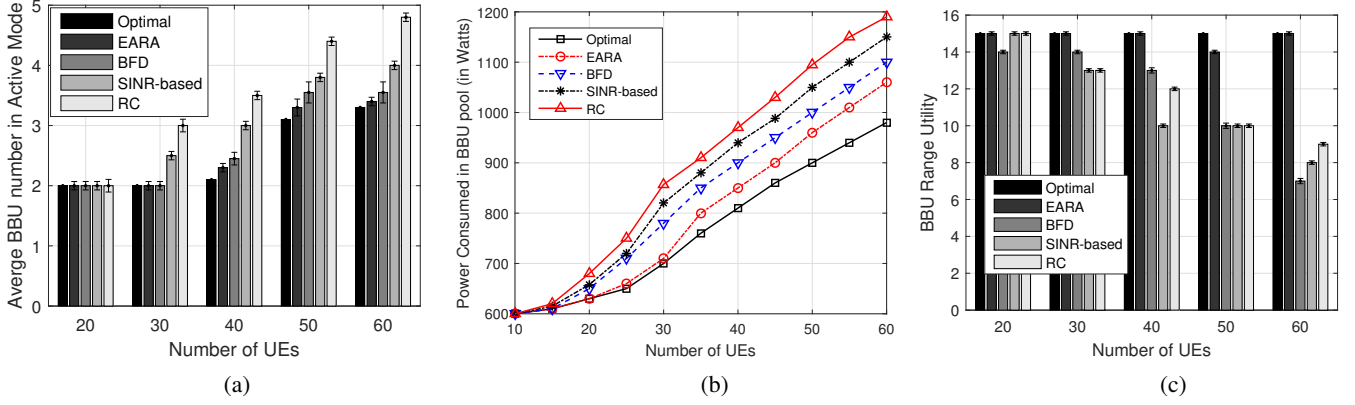 Averge BBU number in Active Mode
5
4
3
2
1
0
Optimal
EARA
BFD
SINR-based
RC
20
30
40
50
60
Number of UEs
(a)
Power Consumed in BBU pool (in Watts)
1200
1100
1000
900
800
700
600
Optimal
EARA
BFD
SINR-based
RC
10
20
30
40
50
60
Number of UEs
(b)
BBU Range Utility
16
14
12
10
8
6
4
2
0
Optimal
EARA
BFD
SINR-based
RC
20
30
40
50
60
Number of UEs
(c)